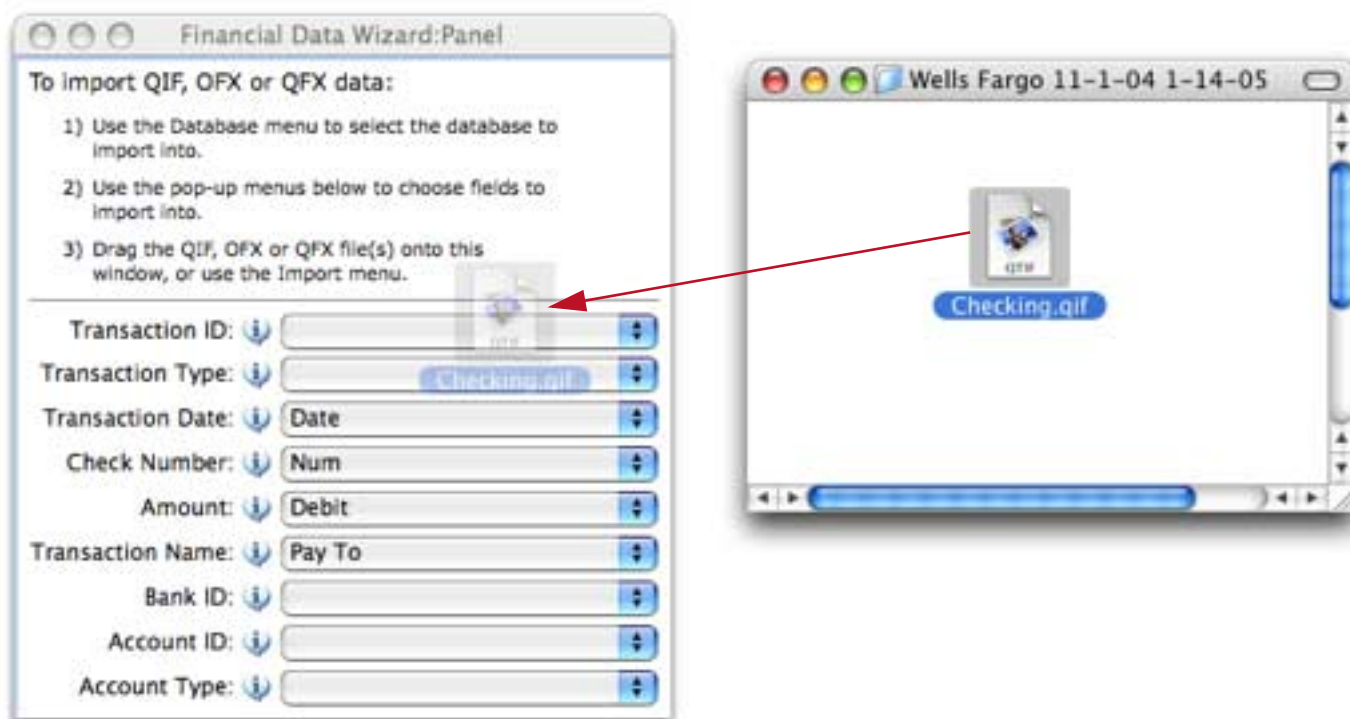 Financial Data Wizard:Panel
To import QIF, OFX or QFX data:
1) Use the Database menu to select the database to
import into.
2) Use the pop-up menus below to choose fields to
import into.
3) Drag the QIF, OFX or QFX file(s) onto this
window, or use the Import menu.
Transaction ID:
Transaction Type:
Transaction Date: Date
Check Number: Num
Amount: Debit
Transaction Name: Pay To
Bank ID:
Account ID:
Account Type:
QTIF
Checking.qif
Wells Fargo 11-1-04 1-14-05
QTIF
Checking.qif